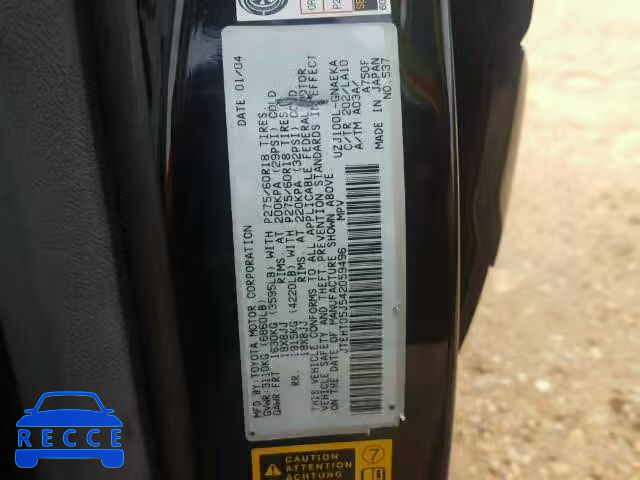 MFD.BY:TOYOTA MOTOR CORPORATION DATE 01/04
GVWR:3110KG(6860LB)
GAWR:FRT 1630KG (3595LB) WITH P275/60R18 TIRES
18X8JJ RIMS, AT 200KPA (29PSI) COLD
RR. 1915KG (4220LB) WITH P275/60R18 TIRES
18X8JJ RIMS, AT 220KPA (32PSI) COLD
THIS VEHICLE CONFORMS TO ALL APPLICABLE FEDERAL MOTOR
VEHICLE SAFETY AND THEFT PREVENTION STANDARDS IN EFFECT
ON THE DATE OF MANUFACTURE SHOWN ABOVE.
JTEHT05J542059496 UZJ100L-GNAEKA
MPV C/TR 202/LA10
A/TM A03A/ A750F
MADE IN JAPAN
NO.537
CAUTION
ATTENTION
ACHTUNG
7
RECCE